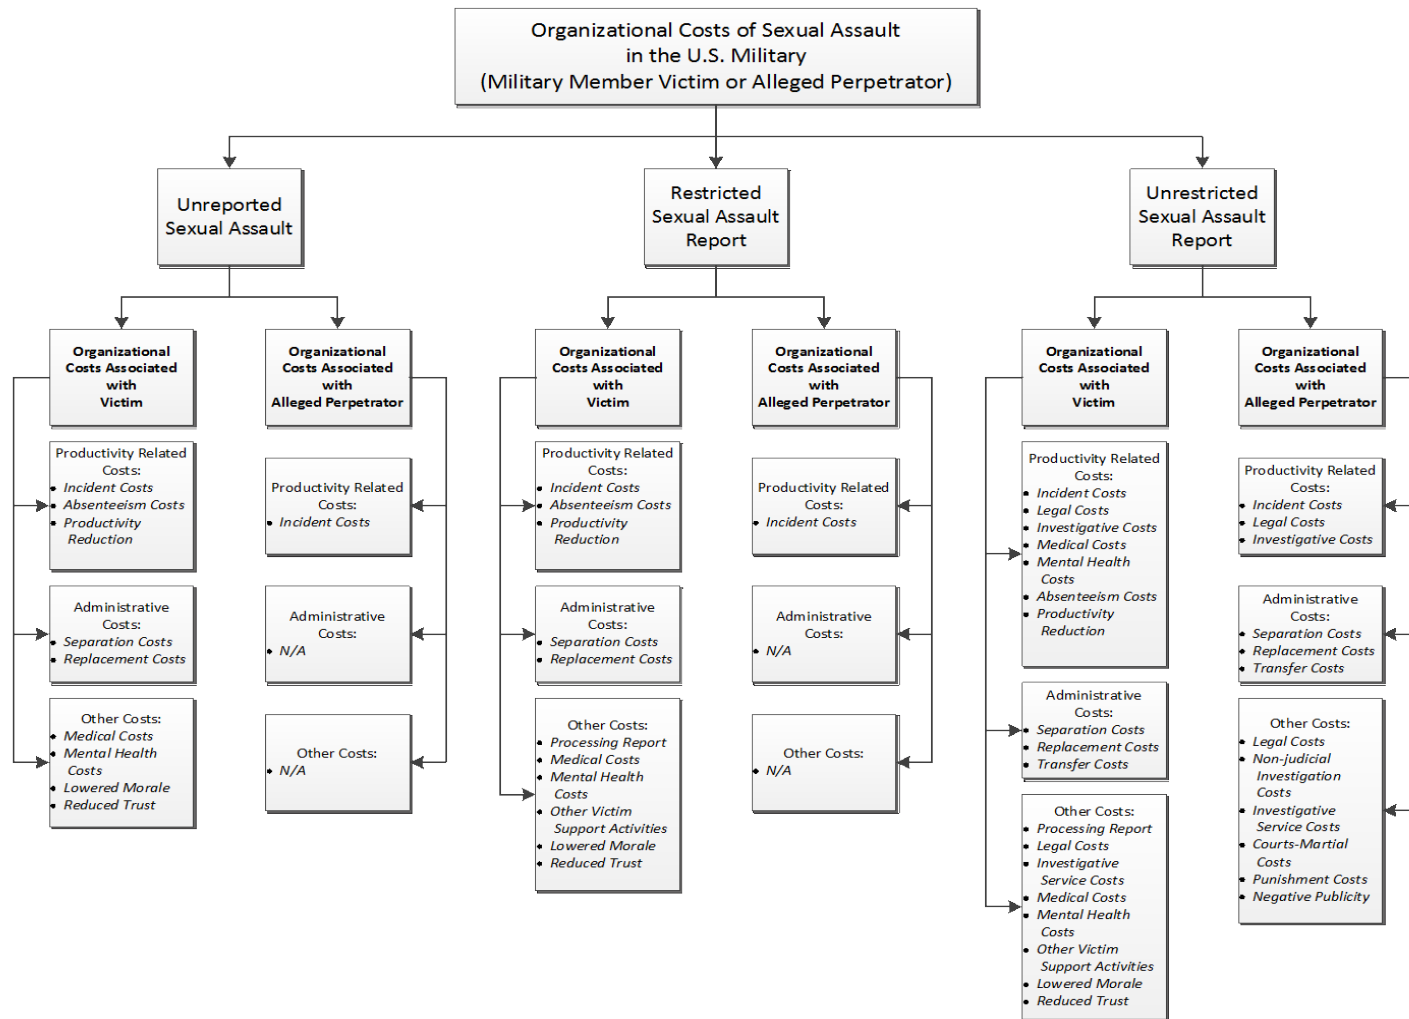 Organizational Costs of Sexual Assault
in the U.S. Military
(Military Member Victim or Alleged Perpetrator)
Unreported
Sexual Assault
Restricted
Sexual Assault
Report
Unrestricted
Sexual Assault
Report
Organizational
Costs Associated
with
Victim
Productivity Related
Costs:
• Incident Costs
• Absenteeism Costs
• Productivity
Reduction
Administrative
Costs:
• Separation Costs
• Replacement Costs
Other Costs:
• Medical Costs
• Mental Health
Costs
• Lowered Morale
• Reduced Trust
Organizational
Costs Associated
with
Alleged Perpetrator
Productivity Related
Costs:
• Incident Costs
Administrative
Costs:
• N/A
Other Costs:
• N/A
Organizational
Costs Associated
with
Victim
Productivity Related
Costs:
• Incident Costs
• Absenteeism Costs
• Productivity
Reduction
Administrative
Costs:
• Separation Costs
• Replacement Costs
Other Costs:
• Processing Report
• Medical Costs
• Mental Health
Costs
• Other Victim
Support Activities
• Lowered Morale
• Reduced Trust
Organizational
Costs Associated
with
Alleged Perpetrator
Productivity Related
Costs:
• Incident Costs
Administrative
Costs:
• N/A
Other Costs:
• N/A
Organizational
Costs Associated
with
Victim
Productivity Related
Costs:
• Incident Costs
• Legal Costs
• Investigative Costs
• Medical Costs
• Mental Health
Costs
• Absenteeism Costs
• Productivity
Reduction
Administrative
Costs:
• Separation Costs
• Replacement Costs
• Transfer Costs
Other Costs:
• Processing Report
• Legal Costs
• Investigative
Service Costs
• Medical Costs
• Mental Health
Costs
• Other Victim
Support Activities
• Lowered Morale
• Reduced Trust
Organizational
Costs Associated
with
Alleged Perpetrator
Productivity Related
Costs:
• Incident Costs
• Legal Costs
• Investigative Costs
Administrative
Costs:
• Separation Costs
• Replacement Costs
• Transfer Costs
Other Costs:
• Legal Costs
• Non-judicial
Investigation
Costs
• Investigative
Service Costs
• Courts-Martial
Costs
• Punishment Costs
• Negative Publicity